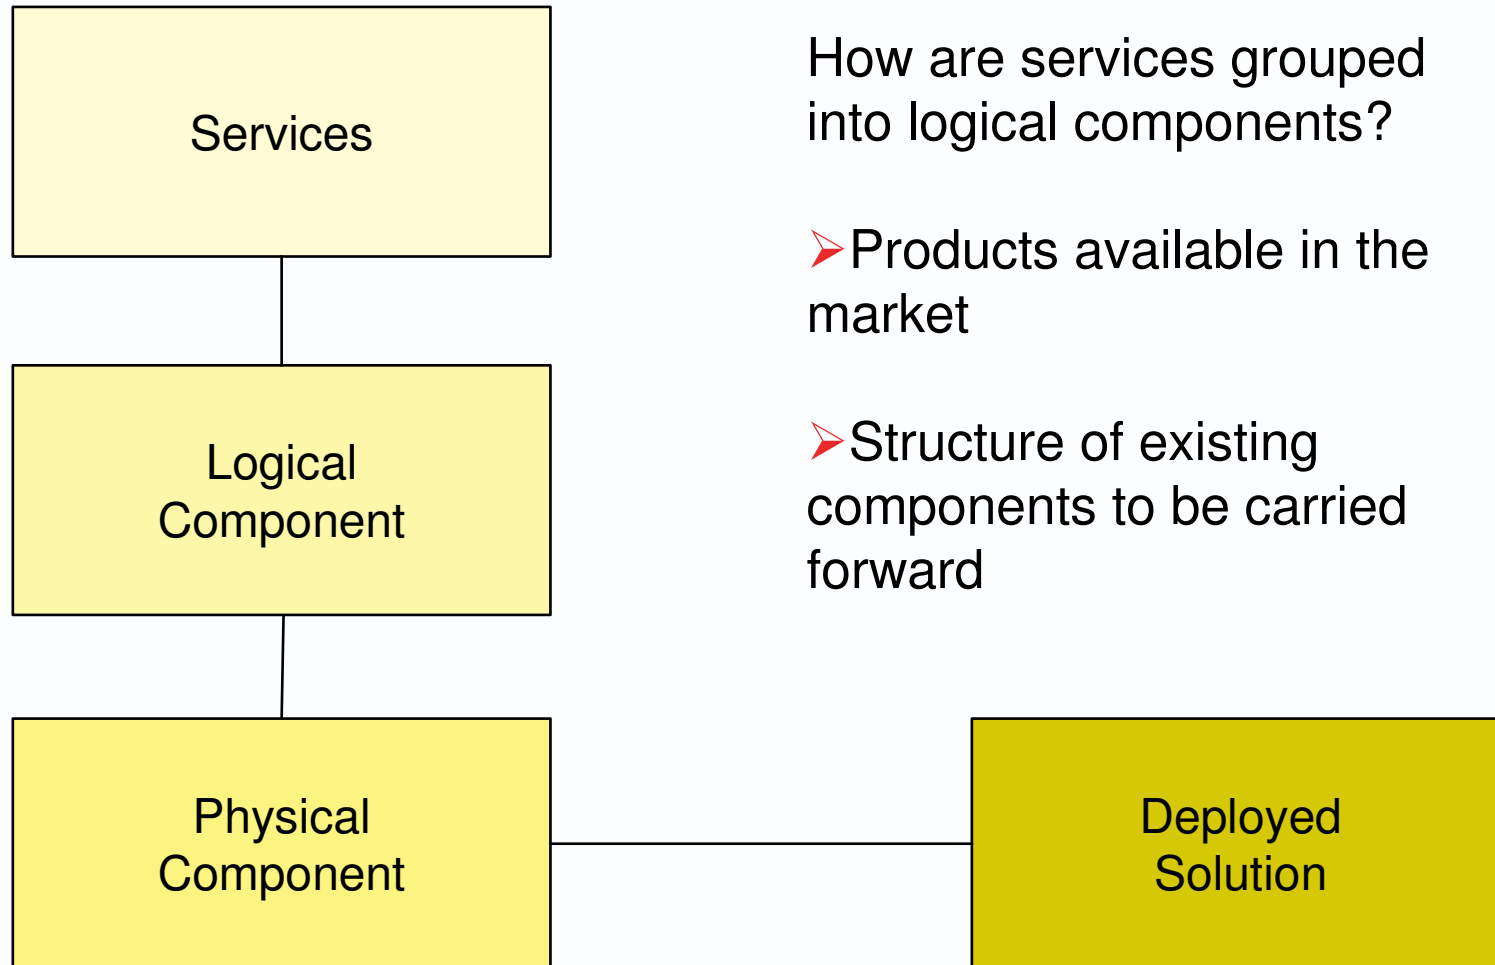 Services
Logical
Component
Physical
Component
Deployed
Solution
How are services grouped
into logical components?
➢Products available in the
market
➢Structure of existing
components to be carried
forward